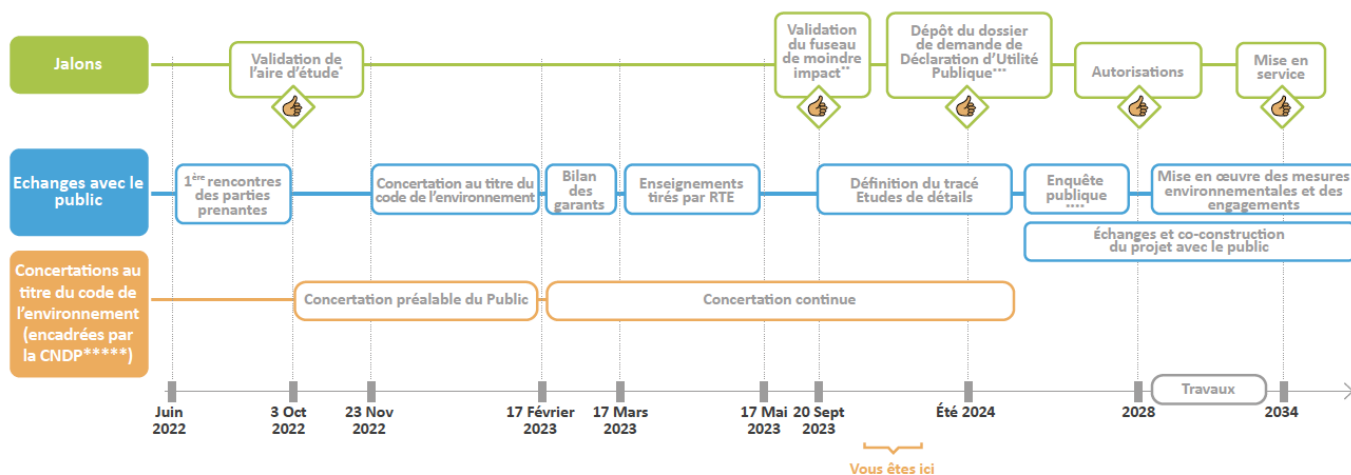 Jalons
Validation de
l'aire d'étude*
Validation
du fuseau
de moindre
impact**
Dépôt du dossier
de demande de
Déclaration d'Utilité
Publique***
Autorisations
Mise en
service
Echanges avec le
public
1ère rencontres
des parties
prenantes
Concertation au titre du
code de l'environnement
Bilan
des
garants
Enseignements
tirés par RTE
Définition du tracé
Etudes de détails
Enquête
publique
****
Mise en œuvre des mesures
environnementales et des
engagements
Échanges et co-construction
du projet avec le public
Concertations au
titre du code de
l'environnement
(encadrées par
la CNDP*****)
Concertation préalable du Public
Concertation continue
Travaux
Juin
2022
3 Oct
2022
23 Nov
2022
17 Février
2023
17 Mars
2023
17 Mai
2023
20 Sept
2023
Été 2024
2028
2034
Vous êtes ici